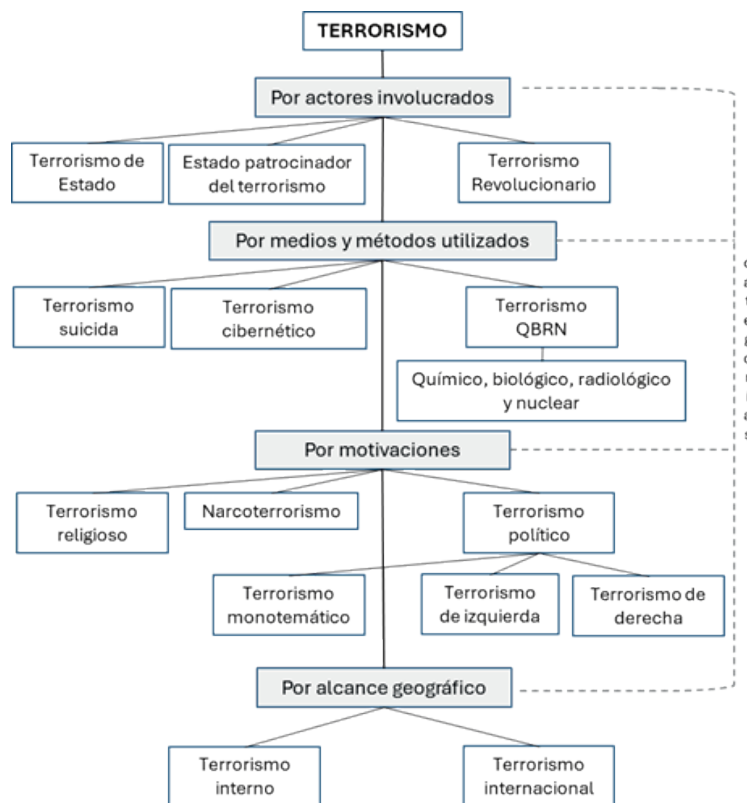 TERRORISMO
Por actores involucrados
Terrorismo de
Estado
Estado patrocinador
del terrorismo
Terrorismo
Revolucionario
Por medios y métodos utilizados
Terrorismo
suicida
Terrorismo
cibernético
Terrorismo
QBRN
Químico, biológico, radiológico
y nuclear
Por motivaciones
Terrorismo
religioso
Narcoterrorismo
Terrorismo
político
Terrorismo
monotemático
Terrorismo
de izquierda
Terrorismo de
derecha
Por alcance geográfico
Terrorismo
interno
Terrorismo
internacional